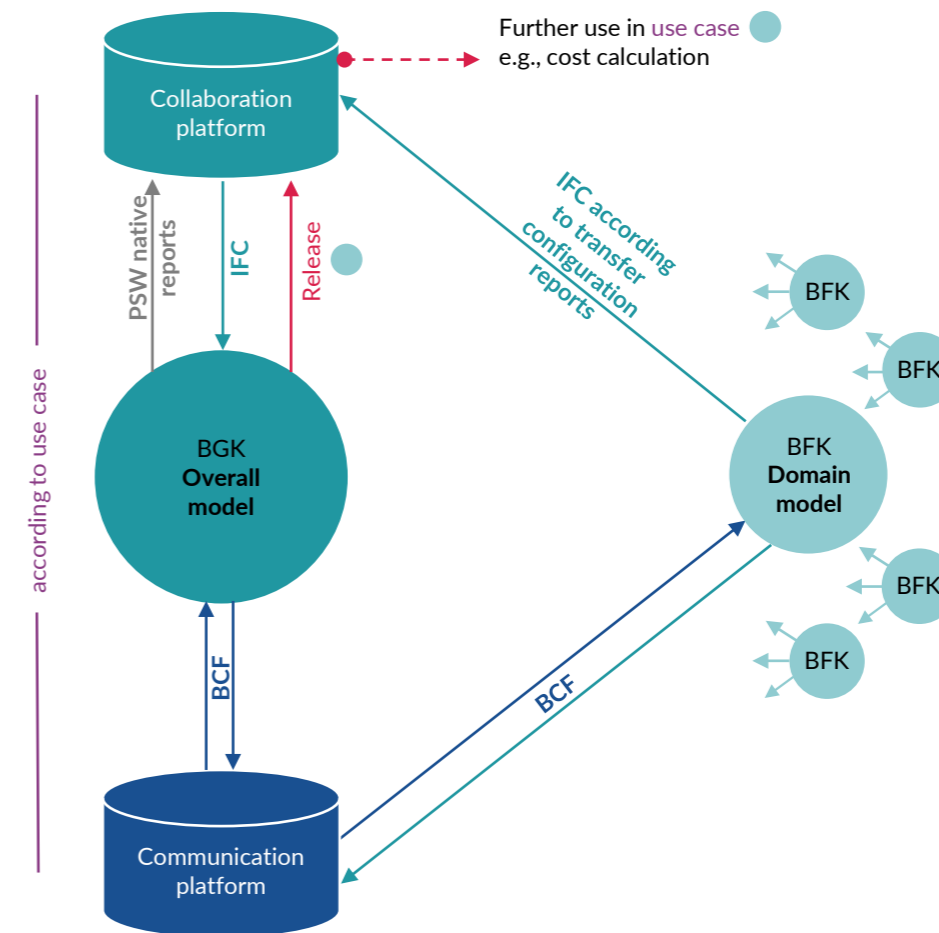 Further use in use case
e.g., cost calculation
Collaboration
platform
PSW native
reports
IFC
Release
IFC according
to transfer
configuration
reports
according to use case
BFK
BFK
BGK
Overall
model
BFK
Domain
model
BFK
BFK
BCF
BCF
Communication
platform